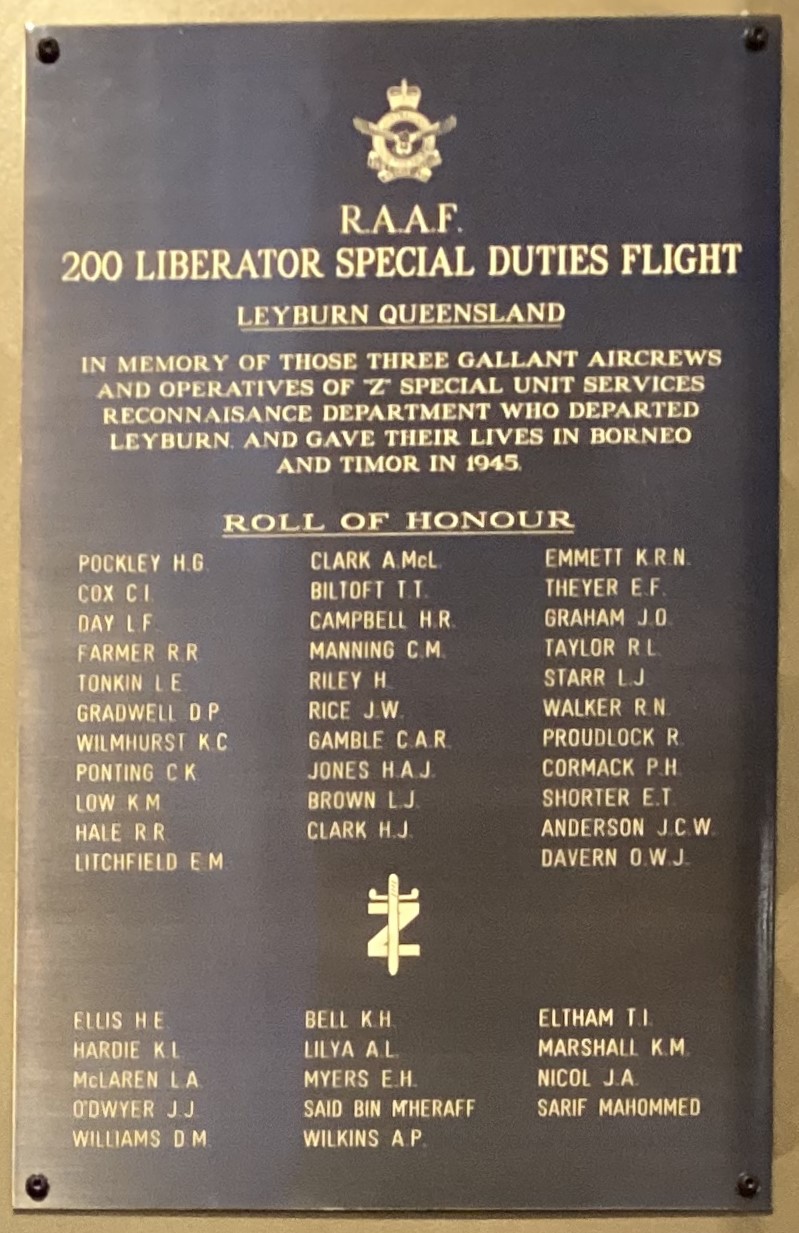 R.A.A.F.
200 LIBERATOR SPECIAL DUTIES FLIGHT
LEYBURN QUEENSLAND
IN MEMORY OF THOSE THREE GALLANT AIRCREWS
AND OPERATIVES OF "Z" SPECIAL UNIT SERVICES
RECONNAISANCE DEPARTMENT WHO DEPARTED
LEYBURN. AND GAVE THEIR LIVES IN BORNEO
AND TIMOR IN 1945.
ROLL OF HONOUR
POCKLEY H.G.
COX C.I.
DAY L.F.
FARMER R.R.
TONKIN L.E.
GRADWELL D.P.
WILMHURST K.C.
PONTING C.K.
LOW K.M.
HALE R.R.
LITCHFIELD E.M.
CLARK A.McL.
BILTOFT T.T.
CAMPBELL H.R.
MANNING C.M.
RILEY H.
RICE J.W.
GAMBLE C.A.R.
JONES H.A.J.
BROWN L.J.
CLARK H.J.
EMMETT K.R.N.
THEYER E.F.
GRAHAM J.O.
TAYLOR R.L.
STARR L.J.
WALKER R.N.
PROUDLOCK R.
CORMACK P.H.
SHORTER E.T.
ANDERSON J.C.W.
DAVERN O.W.J.
Z
ELLIS H.E.
HARDIE K.I.
McLAREN L.A.
O'DWYER J.J.
WILLIAMS D.M.
BELL K.H.
LILYA A.L.
MYERS E.H.
SAID BIN M'HERAFF
WILKINS A.P.
ELTHAM T.I.
MARSHALL K.M.
NICOL J.A.
SARIF MAHOMMED